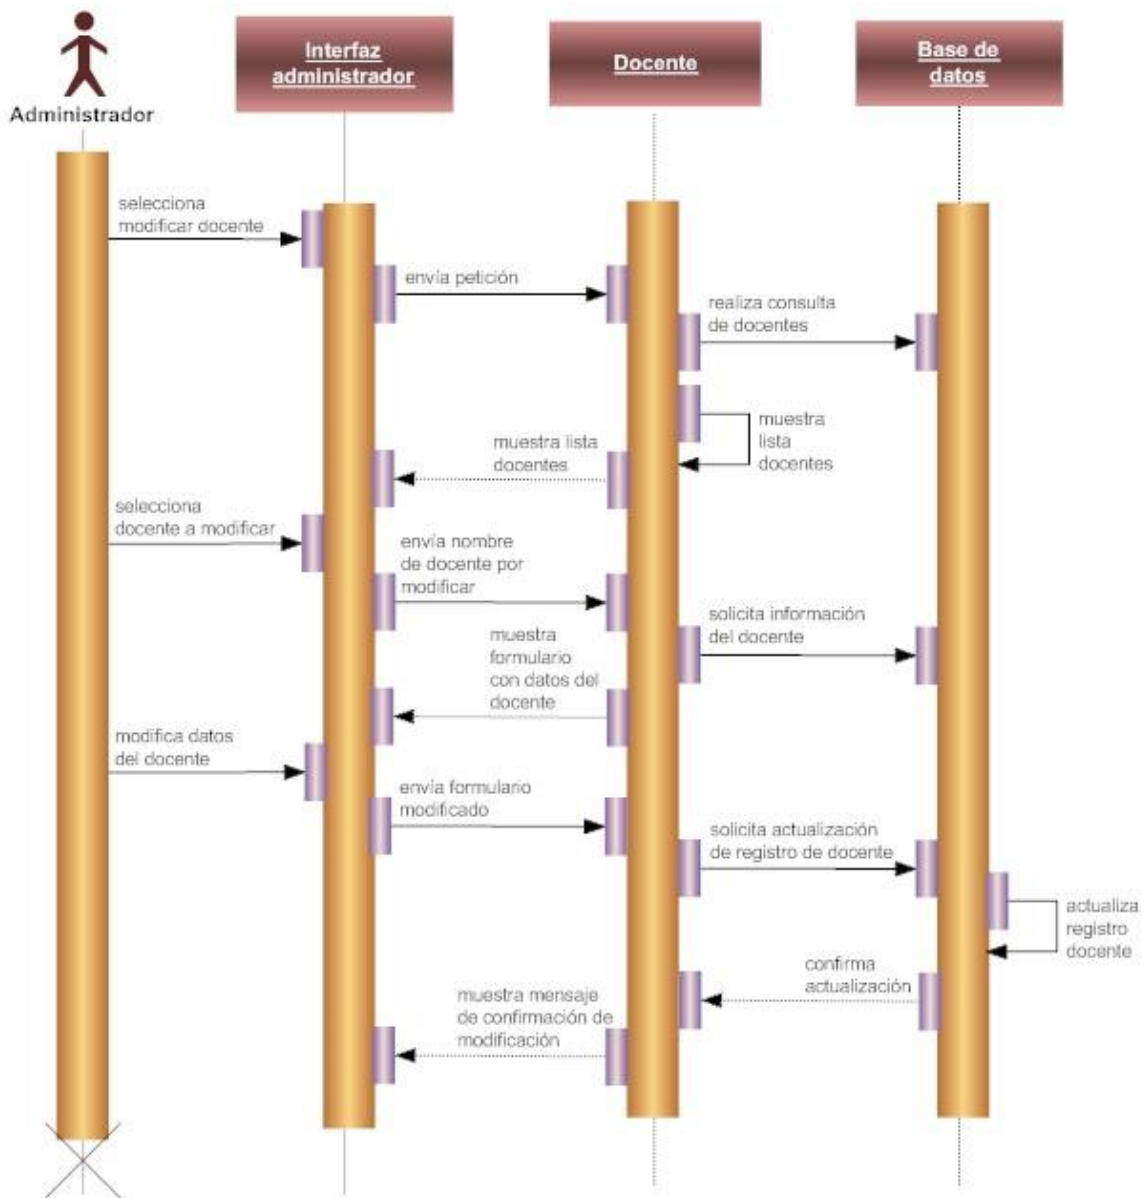 Administrador
Interfaz
administrador
Docente
Base de
datos
selecciona
modificar docente
envía petición
realiza consulta
de docentes
muestra
lista
docentes
muestra lista
docentes
selecciona
docente a modificar
envía nombre
de docente por
modificar
solicita información
del docente
muestra
formulario
con datos del
docente
modifica datos
del docente
envía formulario
modificado
solicita actualización
de registro de docente
actualiza
registro
docente
confirma
actualización
muestra mensaje
de confirmación de
modificación